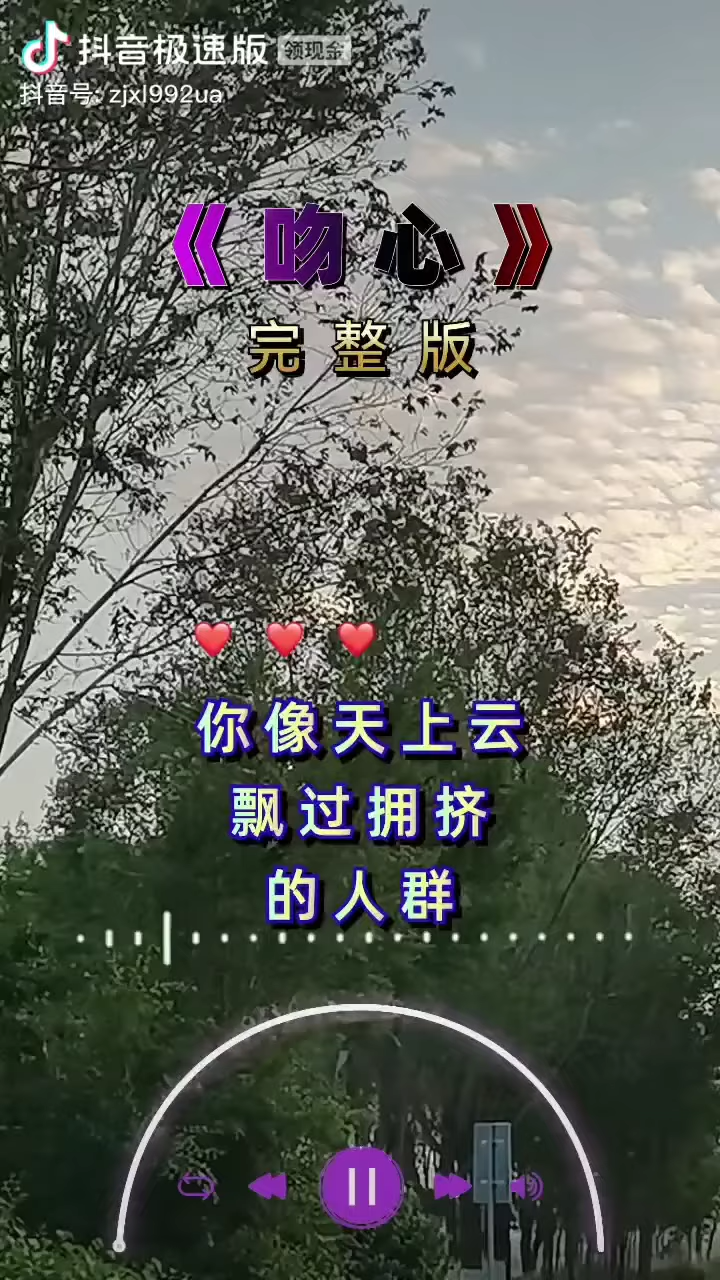 抖音极速版 领现金
抖音号: zjxl992ua
《吻心》
完整版
你像天上云
飘过拥挤
的人群